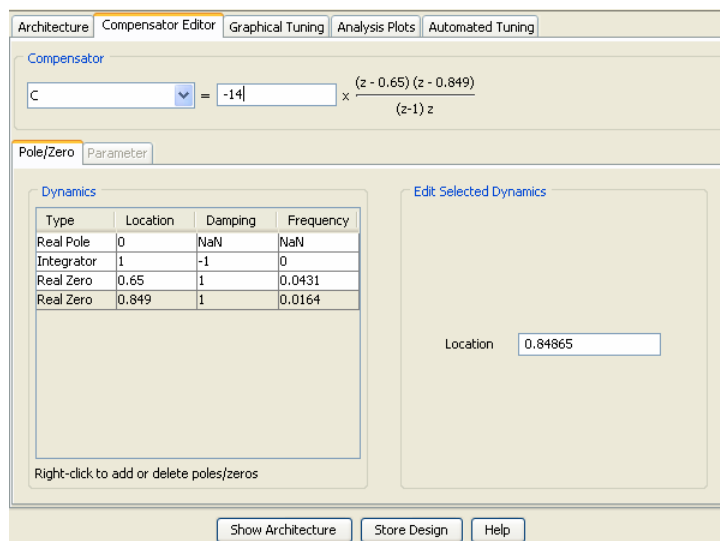 Architecture Compensator Editor Graphical Tuning Analysis Plots Automated Tuning
Compensator
C = -14 x (z - 0.65) (z - 0.849)
(z-1) z
Pole/Zero Parameter
Dynamics
Type Location Damping Frequency
Real Pole 0 NaN NaN
Integrator 1 -1 0
Real Zero 0.65 1 0.0431
Real Zero 0.849 1 0.0164
Right-click to add or delete poles/zeros
Edit Selected Dynamics
Location 0.84865
Show Architecture Store Design Help